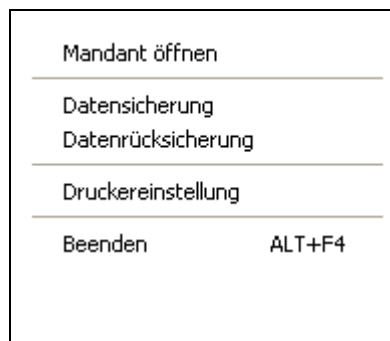 Mandant öffnen
Datensicherung
Datenrücksicherung
Druckereinstellung
Beenden ALT+F4